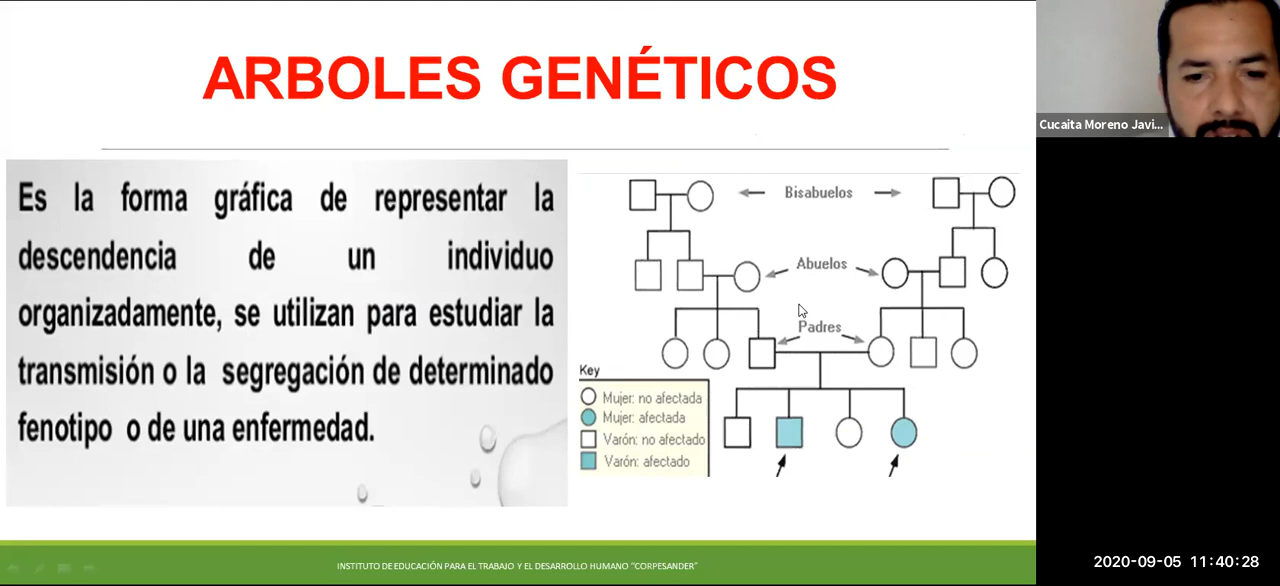 ARBOLES GENÉTICOS
Cucaita Moreno Javi...
Es la forma gráfica de representar la
descendencia de un individuo
organizadamente, se utilizan para estudiar la
transmisión o la segregación de determinado
fenotipo o de una enfermedad.
Bisabuelos
Abuelos
Padres
Key
Mujer: no afectada
Mujer: afectada
Varón: no afectado
Varón: afectado
INSTITUTO DE EDUCACIÓN PARA EL TRABAJO Y EL DESARROLLO HUMANO "CORPESANDER"
2020-09-05 11:40:28